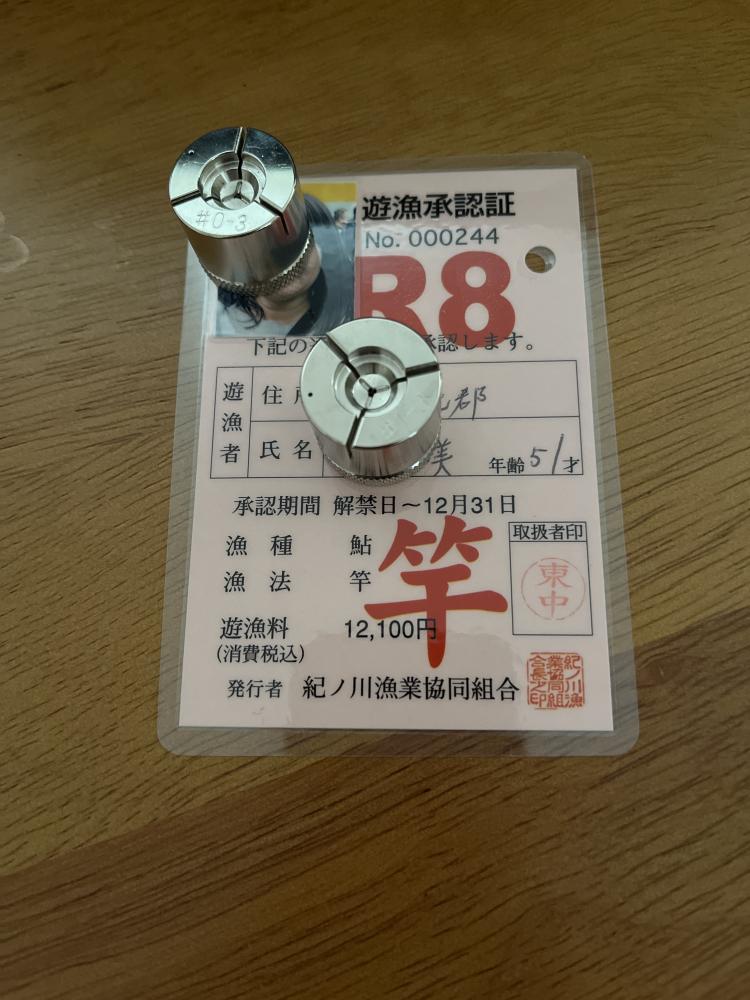 #0-3
遊漁承認証
No. 000244
R8
下記の
承認します。
遊漁者
住
郡
氏名
美
年齢 51才
承認期間 解禁日～12月31日
漁種 鮎
漁法 竿
竿
取扱者印
東中
遊漁料 12,100円
(消費税込)
発行者 紀ノ川漁業協同組合
紀ノ川漁業協同組合長之印